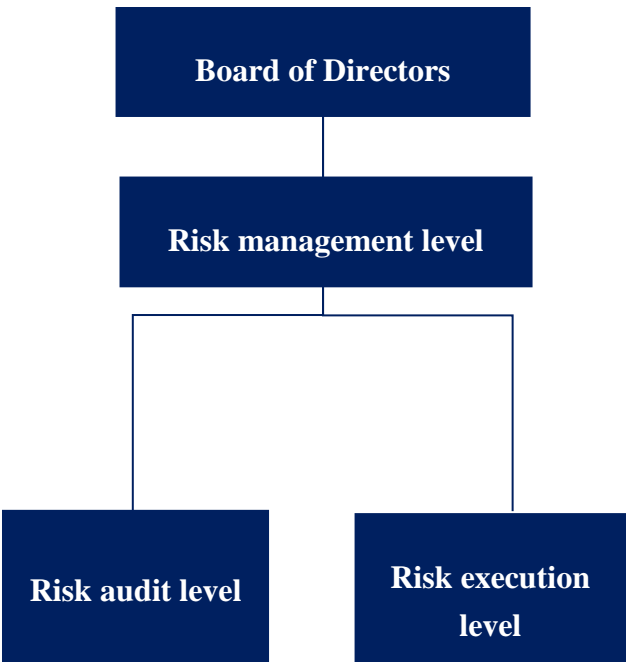 Board of Directors
Risk management level
Risk audit level
Risk execution
level